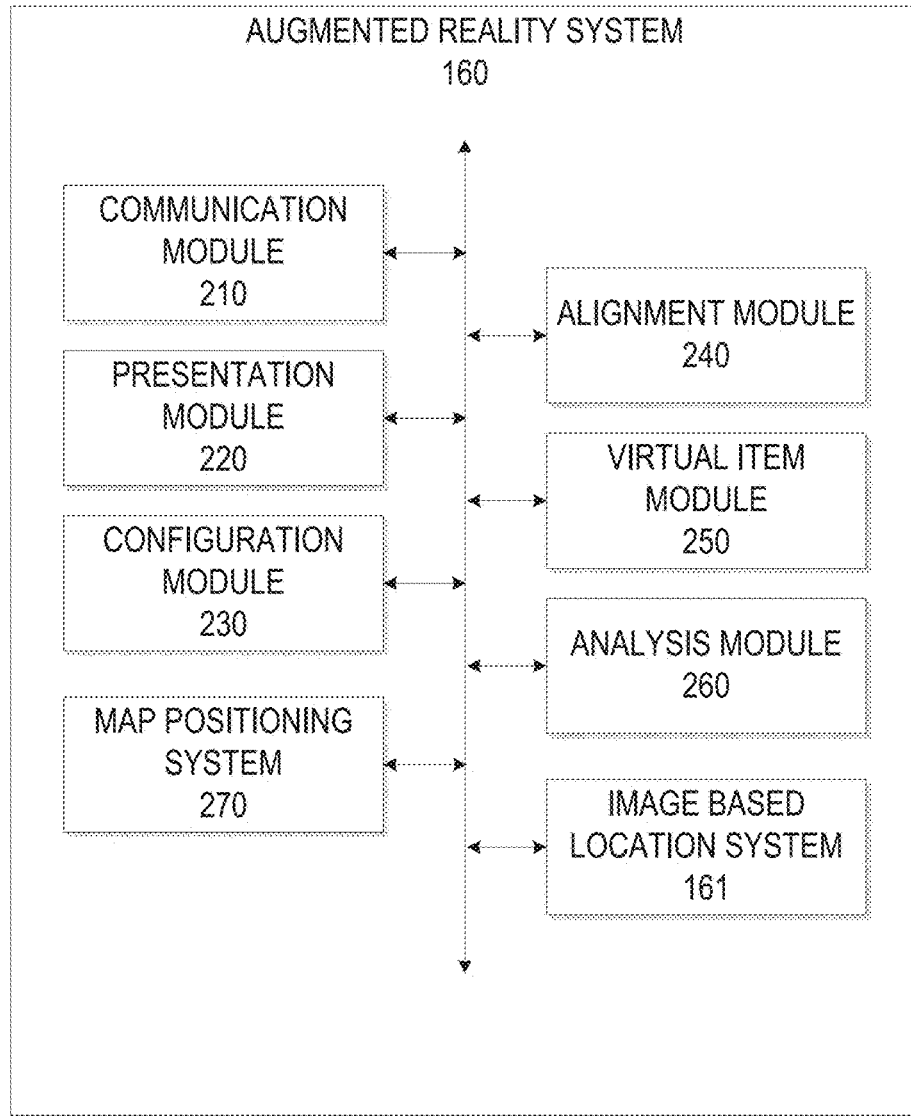 AUGMENTED REALITY SYSTEM
160
COMMUNICATION
MODULE
210
PRESENTATION
MODULE
220
CONFIGURATION
MODULE
230
MAP POSITIONING
SYSTEM
270
ALIGNMENT MODULE
240
VIRTUAL ITEM
MODULE
250
ANALYSIS MODULE
260
IMAGE BASED
LOCATION SYSTEM
161